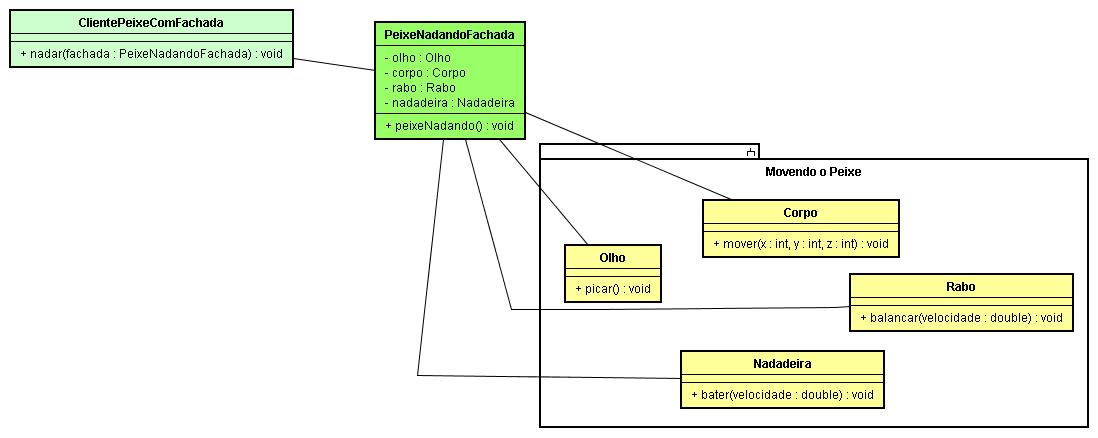 ClientePeixeComFachada
+ nadar(fachada : PeixeNadandoFachada) : void
PeixeNadandoFachada
- olho : Olho
- corpo : Corpo
- rabo : Rabo
- nadadeira : Nadadeira
+ peixeNadando() : void
Movendo o Peixe
Corpo
+ mover(x : int, y : int, z : int) : void
Olho
+ picar() : void
Rabo
+ balancar(velocidade : double) : void
Nadadeira
+ bater(velocidade : double) : void